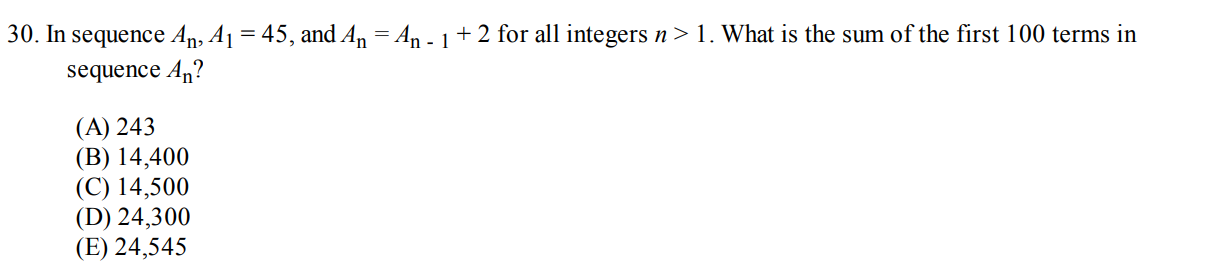 30. In sequence Aₙ, A₁ = 45, and Aₙ = Aₙ ₋ ₁ + 2 for all integers n > 1. What is the sum of the first 100 terms in
sequence Aₙ?
(A) 243
(B) 14,400
(C) 14,500
(D) 24,300
(E) 24,545